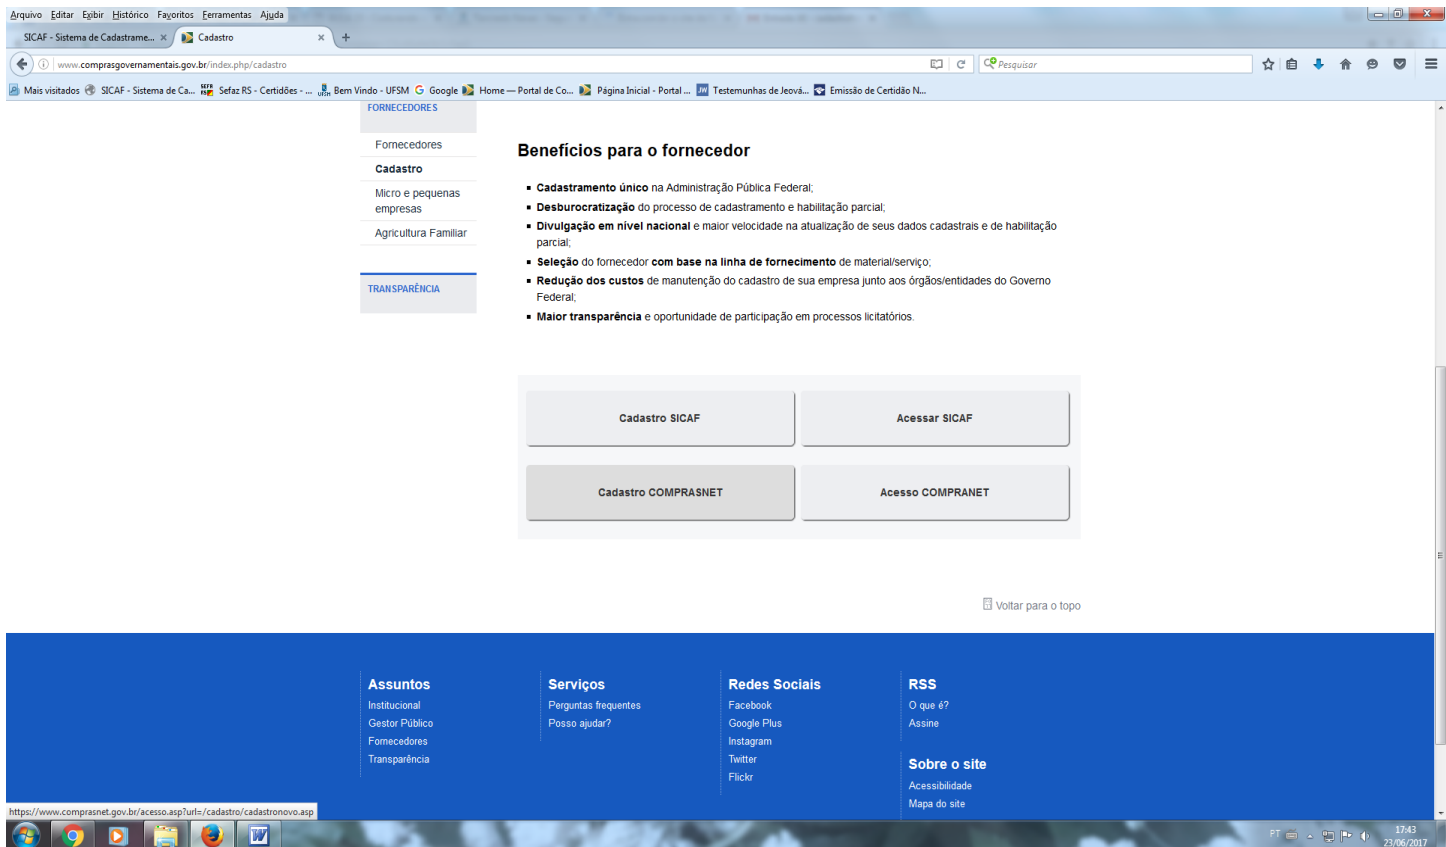 Arquivo Editar Exibir Histórico Favoritos Ferramentas Ajuda
SICAF - Sistema de Cadastrame... × Cadastro × +
www.comprasgovernamentais.gov.br/index.php/cadastro Pesquisar
Mais visitados SICAF - Sistema de Ca... Sefaz RS - Certidões - ... Bem Vindo - UFSM Google Home — Portal de Co... Página Inicial - Portal ... Testemunhas de Jeová... Emissão de Certidão N...
FORNECEDORES
Fornecedores
Cadastro
Micro e pequenas
empresas
Agricultura Familiar
TRANSPARÊNCIA
Benefícios para o fornecedor
Cadastramento único na Administração Pública Federal;
Desburocratização do processo de cadastramento e habilitação parcial;
Divulgação em nível nacional e maior velocidade na atualização de seus dados cadastrais e de habilitação
parcial;
Seleção do fornecedor com base na linha de fornecimento de material/serviço;
Redução dos custos de manutenção do cadastro de sua empresa junto aos órgãos/entidades do Governo
Federal;
Maior transparência e oportunidade de participação em processos licitatórios.
Cadastro SICAF
Acessar SICAF
Cadastro COMPRASNET
Acesso COMPRANET
Voltar para o topo
Assuntos
Institucional
Gestor Público
Fornecedores
Transparência
Serviços
Perguntas frequentes
Posso ajudar?
Redes Sociais
Facebook
Google Plus
Instagram
Twitter
Flickr
RSS
O que é?
Assine
Sobre o site
Acessibilidade
Mapa do site
https://www.comprasnet.gov.br/acesso.asp?url=/cadastro/cadastronovo.asp
PT
17:43
23/06/2017